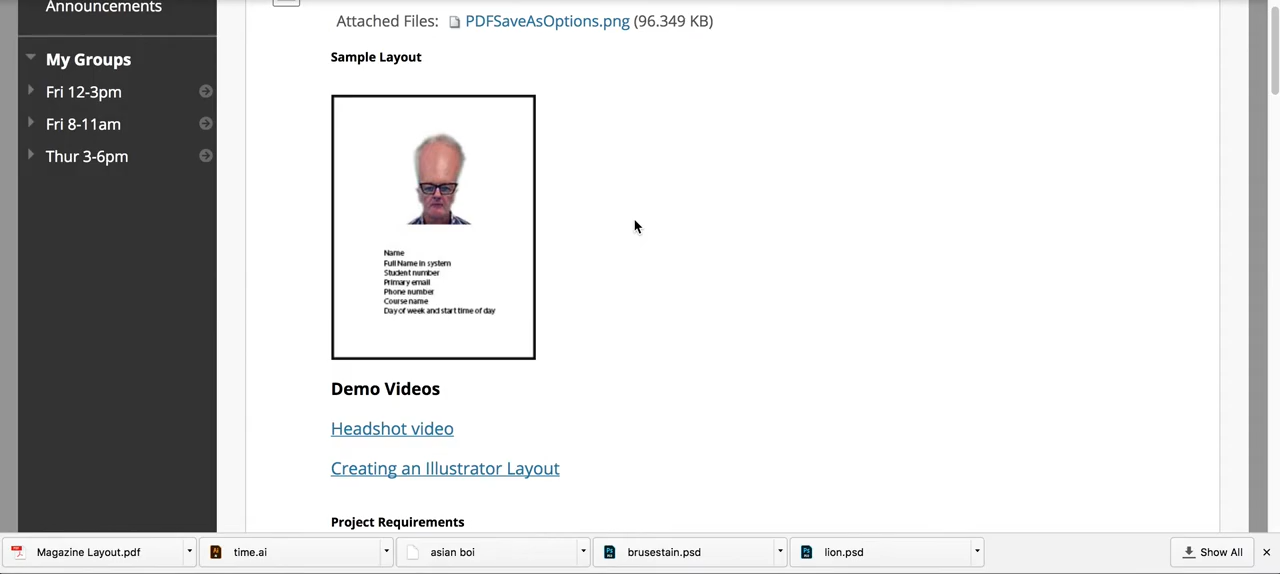 Announcements
My Groups
Fri 12-3pm
Fri 8-11am
Thur 3-6pm
Attached Files: PDFSaveAsOptions.png (96.349 KB)
Sample Layout
Name
Full Name in system
Student number
Primary email
Phone number
Course name
Day of week and start time of day
Demo Videos
Headshot video
Creating an Illustrator Layout
Project Requirements
Magazine Layout.pdf
time.ai
asian boi
brusestain.psd
lion.psd
Show All